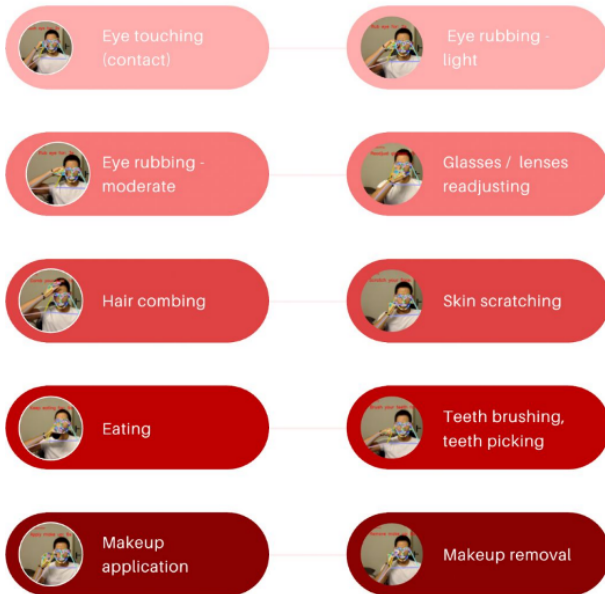 Eye touching
(contact)
Eye rubbing -
light
Eye rubbing -
moderate
Glasses / lenses
readjusting
Hair combing
Skin scratching
Eating
Teeth brushing,
teeth picking
Makeup
application
Makeup removal